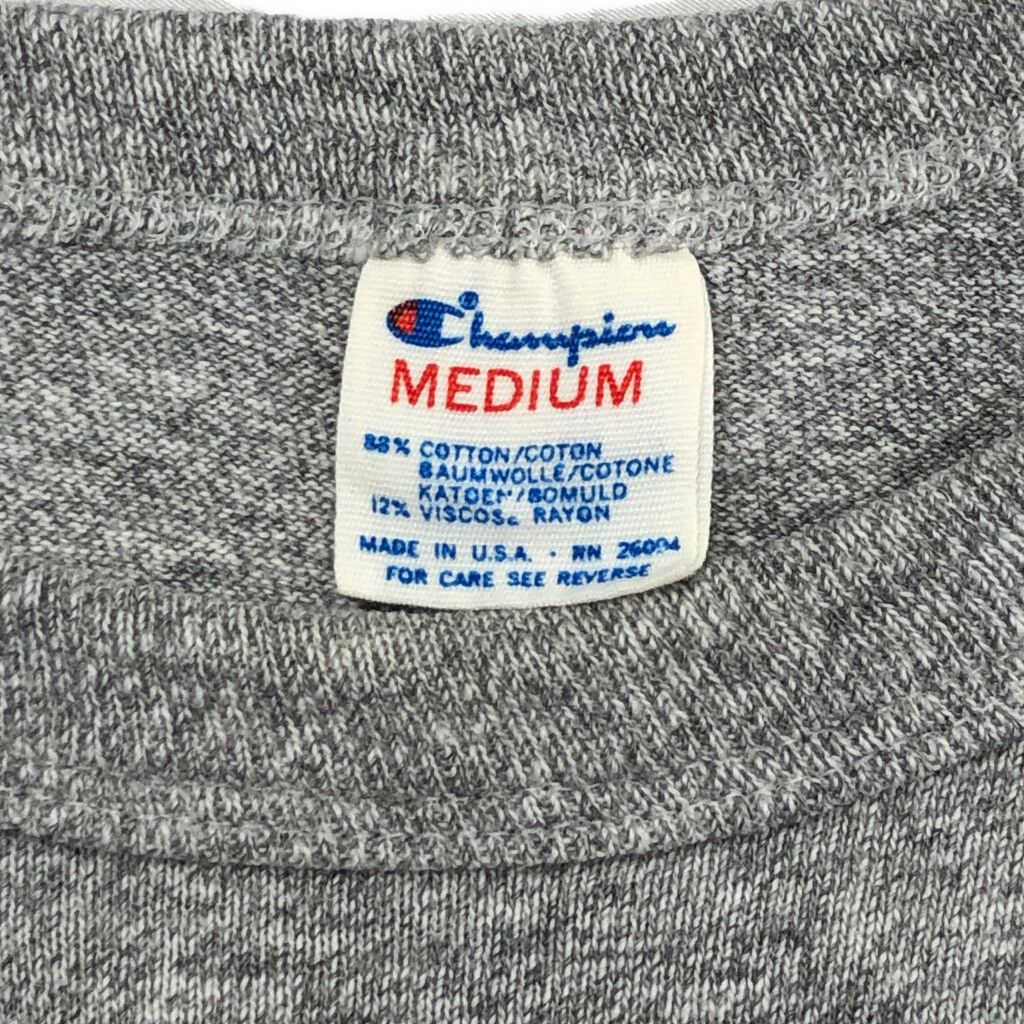 Champion®
MEDIUM
88% COTTON/COTON
BAUMWOLLE/COTONE
KATOEN/BOMULD
12% VISCOSE RAYON
MADE IN U.S.A. · RN 26094
FOR CARE SEE REVERSE